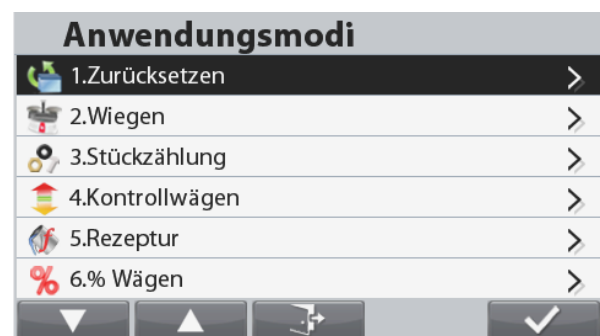 Anwendungsmodi
1.Zurücksetzen
2.Wiegen
3.Stückzählung
4.Kontrollwägen
5.Rezeptur
6.% Wägen